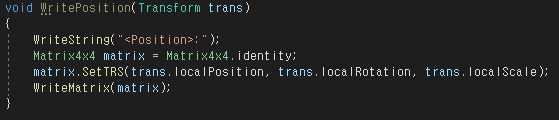 void WritePosition(Transform trans)
{
WriteString("<Position>:");
Matrix4x4 matrix = Matrix4x4.identity;
matrix.SetTRS(trans.localPosition, trans.localRotation, trans.localScale);
WriteMatrix(matrix);
}